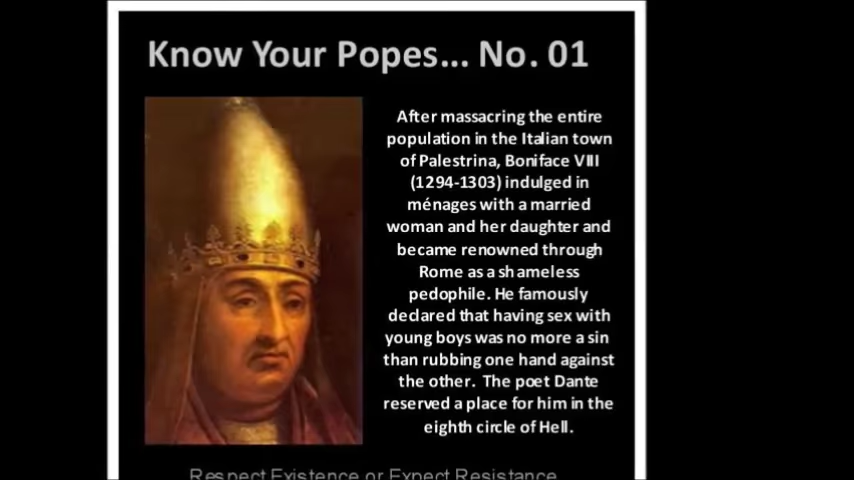 Know Your Popes... No. 01
After massacring the entire
population in the Italian town
of Palestrina, Boniface VIII
(1294-1303) indulged in
ménages with a married
woman and her daughter and
became renowned through
Rome as a shameless
pedophile. He famously
declared that having sex with
young boys was no more a sin
than rubbing one hand against
the other. The poet Dante
reserved a place for him in the
eighth circle of Hell.
Respect Existence or Expect Resistance